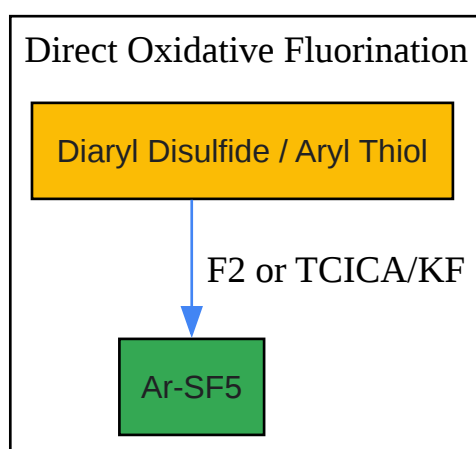 Direct Oxidative Fluorination
Diaryl Disulfide / Aryl Thiol
F2 or TCICA/KF
Ar-SF5